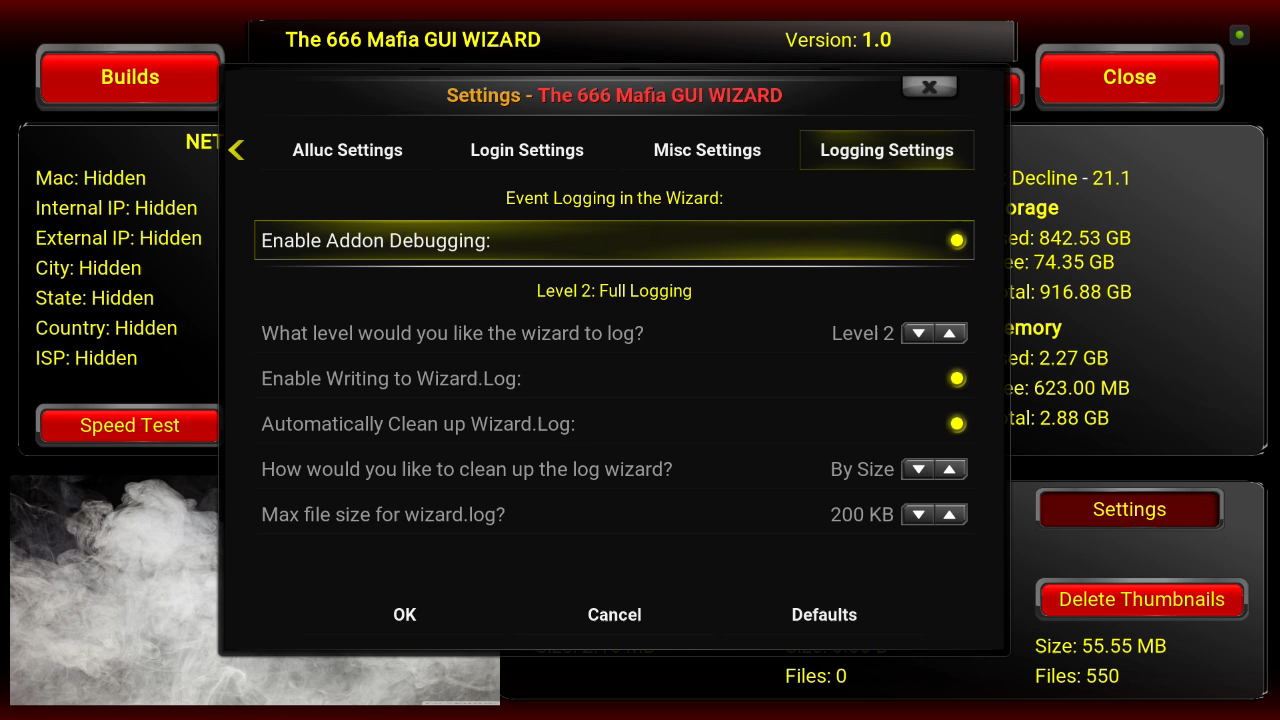 The 666 Mafia GUI WIZARD
Version: 1.0
Builds
Close
Settings - The 666 Mafia GUI WIZARD
Alluc Settings
Login Settings
Misc Settings
Logging Settings
Event Logging in the Wizard:
Enable Addon Debugging:
Level 2: Full Logging
What level would you like the wizard to log? Level 2
Enable Writing to Wizard.Log:
Automatically Clean up Wizard.Log:
How would you like to clean up the log wizard? By Size
Max file size for wizard.log? 200 KB
OK
Cancel
Defaults
NET
Mac: Hidden
Internal IP: Hidden
External IP: Hidden
City: Hidden
State: Hidden
Country: Hidden
ISP: Hidden
Speed Test
Decline - 21.1
orage
ed: 842.53 GB
ee: 74.35 GB
tal: 916.88 GB
emory
ed: 2.27 GB
ee: 623.00 MB
tal: 2.88 GB
Settings
Delete Thumbnails
Size: 55.55 MB
Files: 0
Files: 550